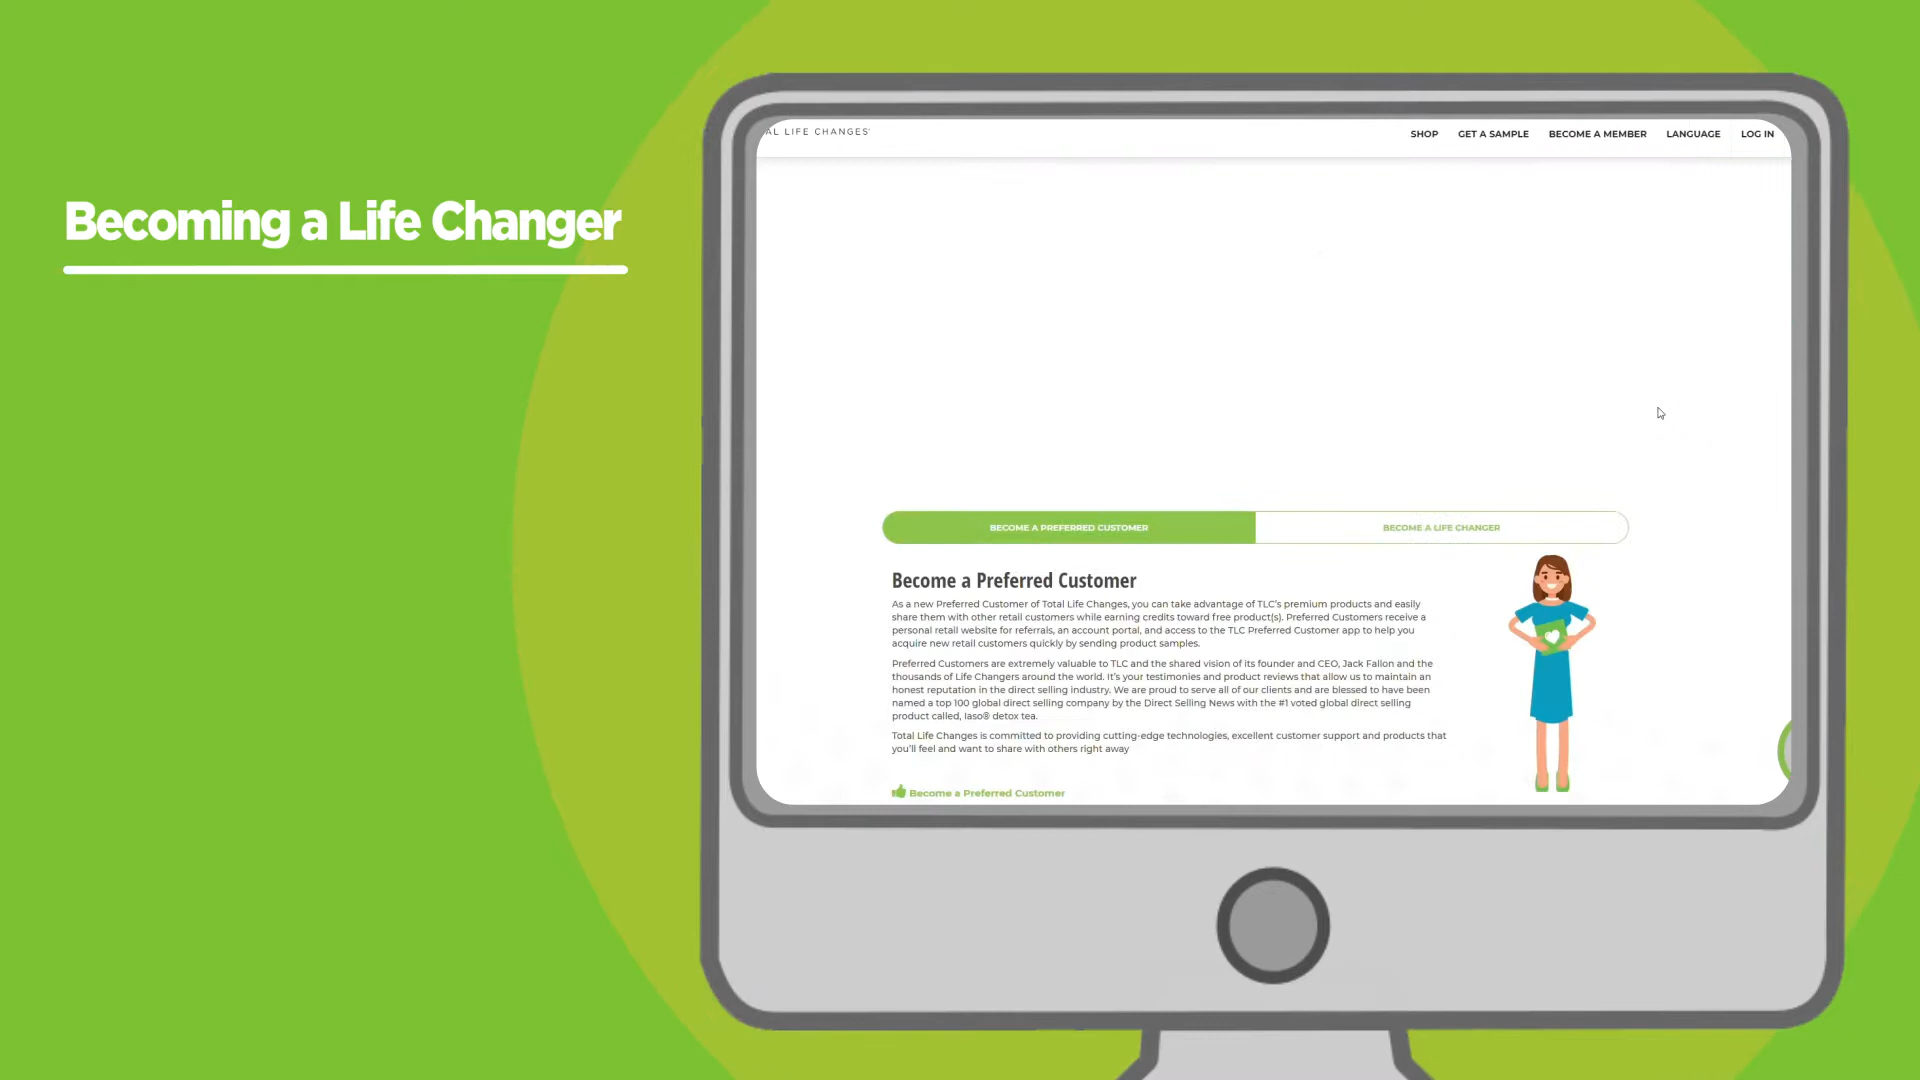 Becoming a Life Changer
AL LIFE CHANGES
SHOP GET A SAMPLE BECOME A MEMBER LANGUAGE LOG IN
BECOME A PREFERRED CUSTOMER BECOME A LIFE CHANGER
Become a Preferred Customer
As a new Preferred Customer of Total Life Changes, you can take advantage of TLC's premium products and easily
share them with other retail customers while earning credits toward free product(s). Preferred Customers receive a
personal retail website for referrals, an account portal, and access to the TLC Preferred Customer app to help you
acquire new retail customers quickly by sending product samples.
Preferred Customers are extremely valuable to TLC and the shared vision of its founder and CEO, Jack Fallon and the
thousands of Life Changers around the world. It's your testimonies and product reviews that allow us to maintain an
honest reputation in the direct selling industry. We are proud to serve all of our clients and are blessed to have been
named a top 100 global direct selling company by the Direct Selling News with the #1 voted global direct selling
product called, Iaso® detox tea.
Total Life Changes is committed to providing cutting-edge technologies, excellent customer support and products that
you'll feel and want to share with others right away
Become a Preferred Customer